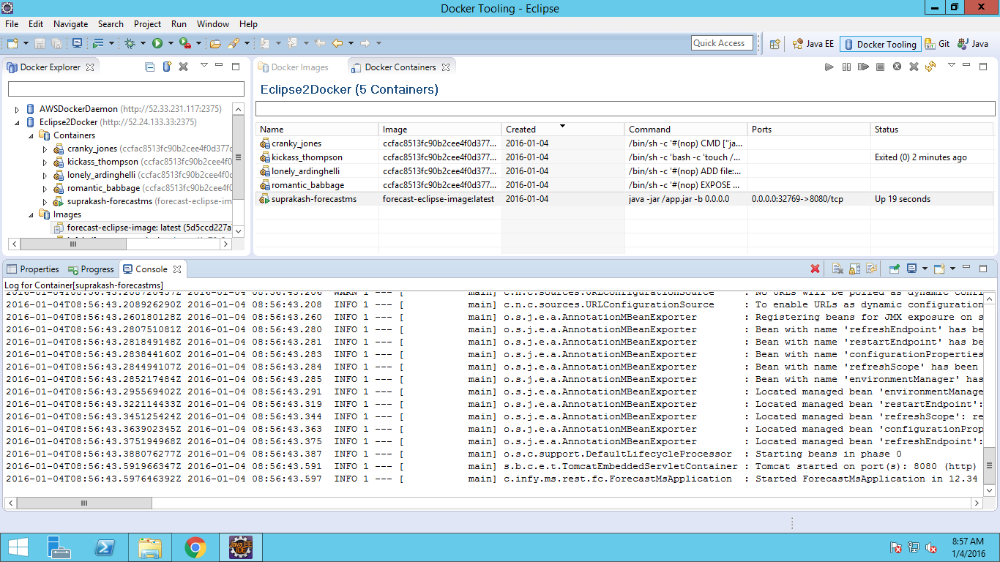 Docker Tooling - Eclipse
File Edit Navigate Search Project Run Window Help
Quick Access Java EE Docker Tooling Git Java
Docker Explorer
AWSDockerDaemon (http://52.33.231.117:2375)
Eclipse2Docker (http://52.24.133.33:2375)
Containers
cranky_jones (ccfac8513fc90b2cee4f0d377
kickass_thompson (ccfac8513fc90b2cee4f0
lonely_ardinghelli (ccfac8513fc90b2cee4f0d
romantic_babbage (ccfac8513fc90b2cee4f0
suprakash-forecastms (forecast-eclipse-im
Images
forecast-eclipse-image: latest (5d5ccd227a
Docker Images Docker Containers
Eclipse2Docker (5 Containers)
Name Image Created Command Ports Status
cranky_jones ccfac8513fc90b2cee4f0d377... 2016-01-04 /bin/sh -c '#(nop) CMD ["ja...
kickass_thompson ccfac8513fc90b2cee4f0d377... 2016-01-04 /bin/sh -c 'bash -c 'touch /... Exited (0) 2 minutes ago
lonely_ardinghelli ccfac8513fc90b2cee4f0d377... 2016-01-04 /bin/sh -c '#(nop) ADD file:...
romantic_babbage ccfac8513fc90b2cee4f0d377... 2016-01-04 /bin/sh -c '#(nop) EXPOSE ...
suprakash-forecastms forecast-eclipse-image:latest 2016-01-04 java -jar /app.jar -b 0.0.0.0 0.0.0.0:32769->8080/tcp Up 19 seconds
Properties Progress Console
Log for Container[suprakash-forecastms]
2016-01-04T08:56:43.208720457Z 2016-01-04 08:56:43.206 WARN 1 --- [ main] c.n.c.sources.URLConfigurationSource : No URLs will be polled as dynamic confi
2016-01-04T08:56:43.208926290Z 2016-01-04 08:56:43.208 INFO 1 --- [ main] c.n.c.sources.URLConfigurationSource : To enable URLs as dynamic configuration
2016-01-04T08:56:43.260180128Z 2016-01-04 08:56:43.260 INFO 1 --- [ main] o.s.j.e.a.AnnotationMBeanExporter : Registering beans for JMX exposure on s
2016-01-04T08:56:43.280751081Z 2016-01-04 08:56:43.280 INFO 1 --- [ main] o.s.j.e.a.AnnotationMBeanExporter : Bean with name 'refreshEndpoint' has be
2016-01-04T08:56:43.281849148Z 2016-01-04 08:56:43.281 INFO 1 --- [ main] o.s.j.e.a.AnnotationMBeanExporter : Bean with name 'restartEndpoint' has be
2016-01-04T08:56:43.283844160Z 2016-01-04 08:56:43.283 INFO 1 --- [ main] o.s.j.e.a.AnnotationMBeanExporter : Bean with name 'configurationProperties
2016-01-04T08:56:43.284494107Z 2016-01-04 08:56:43.284 INFO 1 --- [ main] o.s.j.e.a.AnnotationMBeanExporter : Bean with name 'refreshScope' has been
2016-01-04T08:56:43.285217484Z 2016-01-04 08:56:43.285 INFO 1 --- [ main] o.s.j.e.a.AnnotationMBeanExporter : Bean with name 'environmentManager' has
2016-01-04T08:56:43.295569402Z 2016-01-04 08:56:43.291 INFO 1 --- [ main] o.s.j.e.a.AnnotationMBeanExporter : Located managed bean 'environmentManage
2016-01-04T08:56:43.322114433Z 2016-01-04 08:56:43.319 INFO 1 --- [ main] o.s.j.e.a.AnnotationMBeanExporter : Located managed bean 'restartEndpoint':
2016-01-04T08:56:43.345125424Z 2016-01-04 08:56:43.344 INFO 1 --- [ main] o.s.j.e.a.AnnotationMBeanExporter : Located managed bean 'refreshScope': re
2016-01-04T08:56:43.363902345Z 2016-01-04 08:56:43.363 INFO 1 --- [ main] o.s.j.e.a.AnnotationMBeanExporter : Located managed bean 'configurationProp
2016-01-04T08:56:43.375194968Z 2016-01-04 08:56:43.375 INFO 1 --- [ main] o.s.j.e.a.AnnotationMBeanExporter : Located managed bean 'refreshEndpoint':
2016-01-04T08:56:43.388076277Z 2016-01-04 08:56:43.387 INFO 1 --- [ main] o.s.c.support.DefaultLifecycleProcessor : Starting beans in phase 0
2016-01-04T08:56:43.591966347Z 2016-01-04 08:56:43.591 INFO 1 --- [ main] s.b.c.e.t.TomcatEmbeddedServletContainer : Tomcat started on port(s): 8080 (http)
2016-01-04T08:56:43.597646392Z 2016-01-04 08:56:43.597 INFO 1 --- [ main] c.infy.ms.rest.fc.ForecastMsApplication : Started ForecastMsApplication in 12.34
Java EE
IDE
8:57 AM
1/4/2016